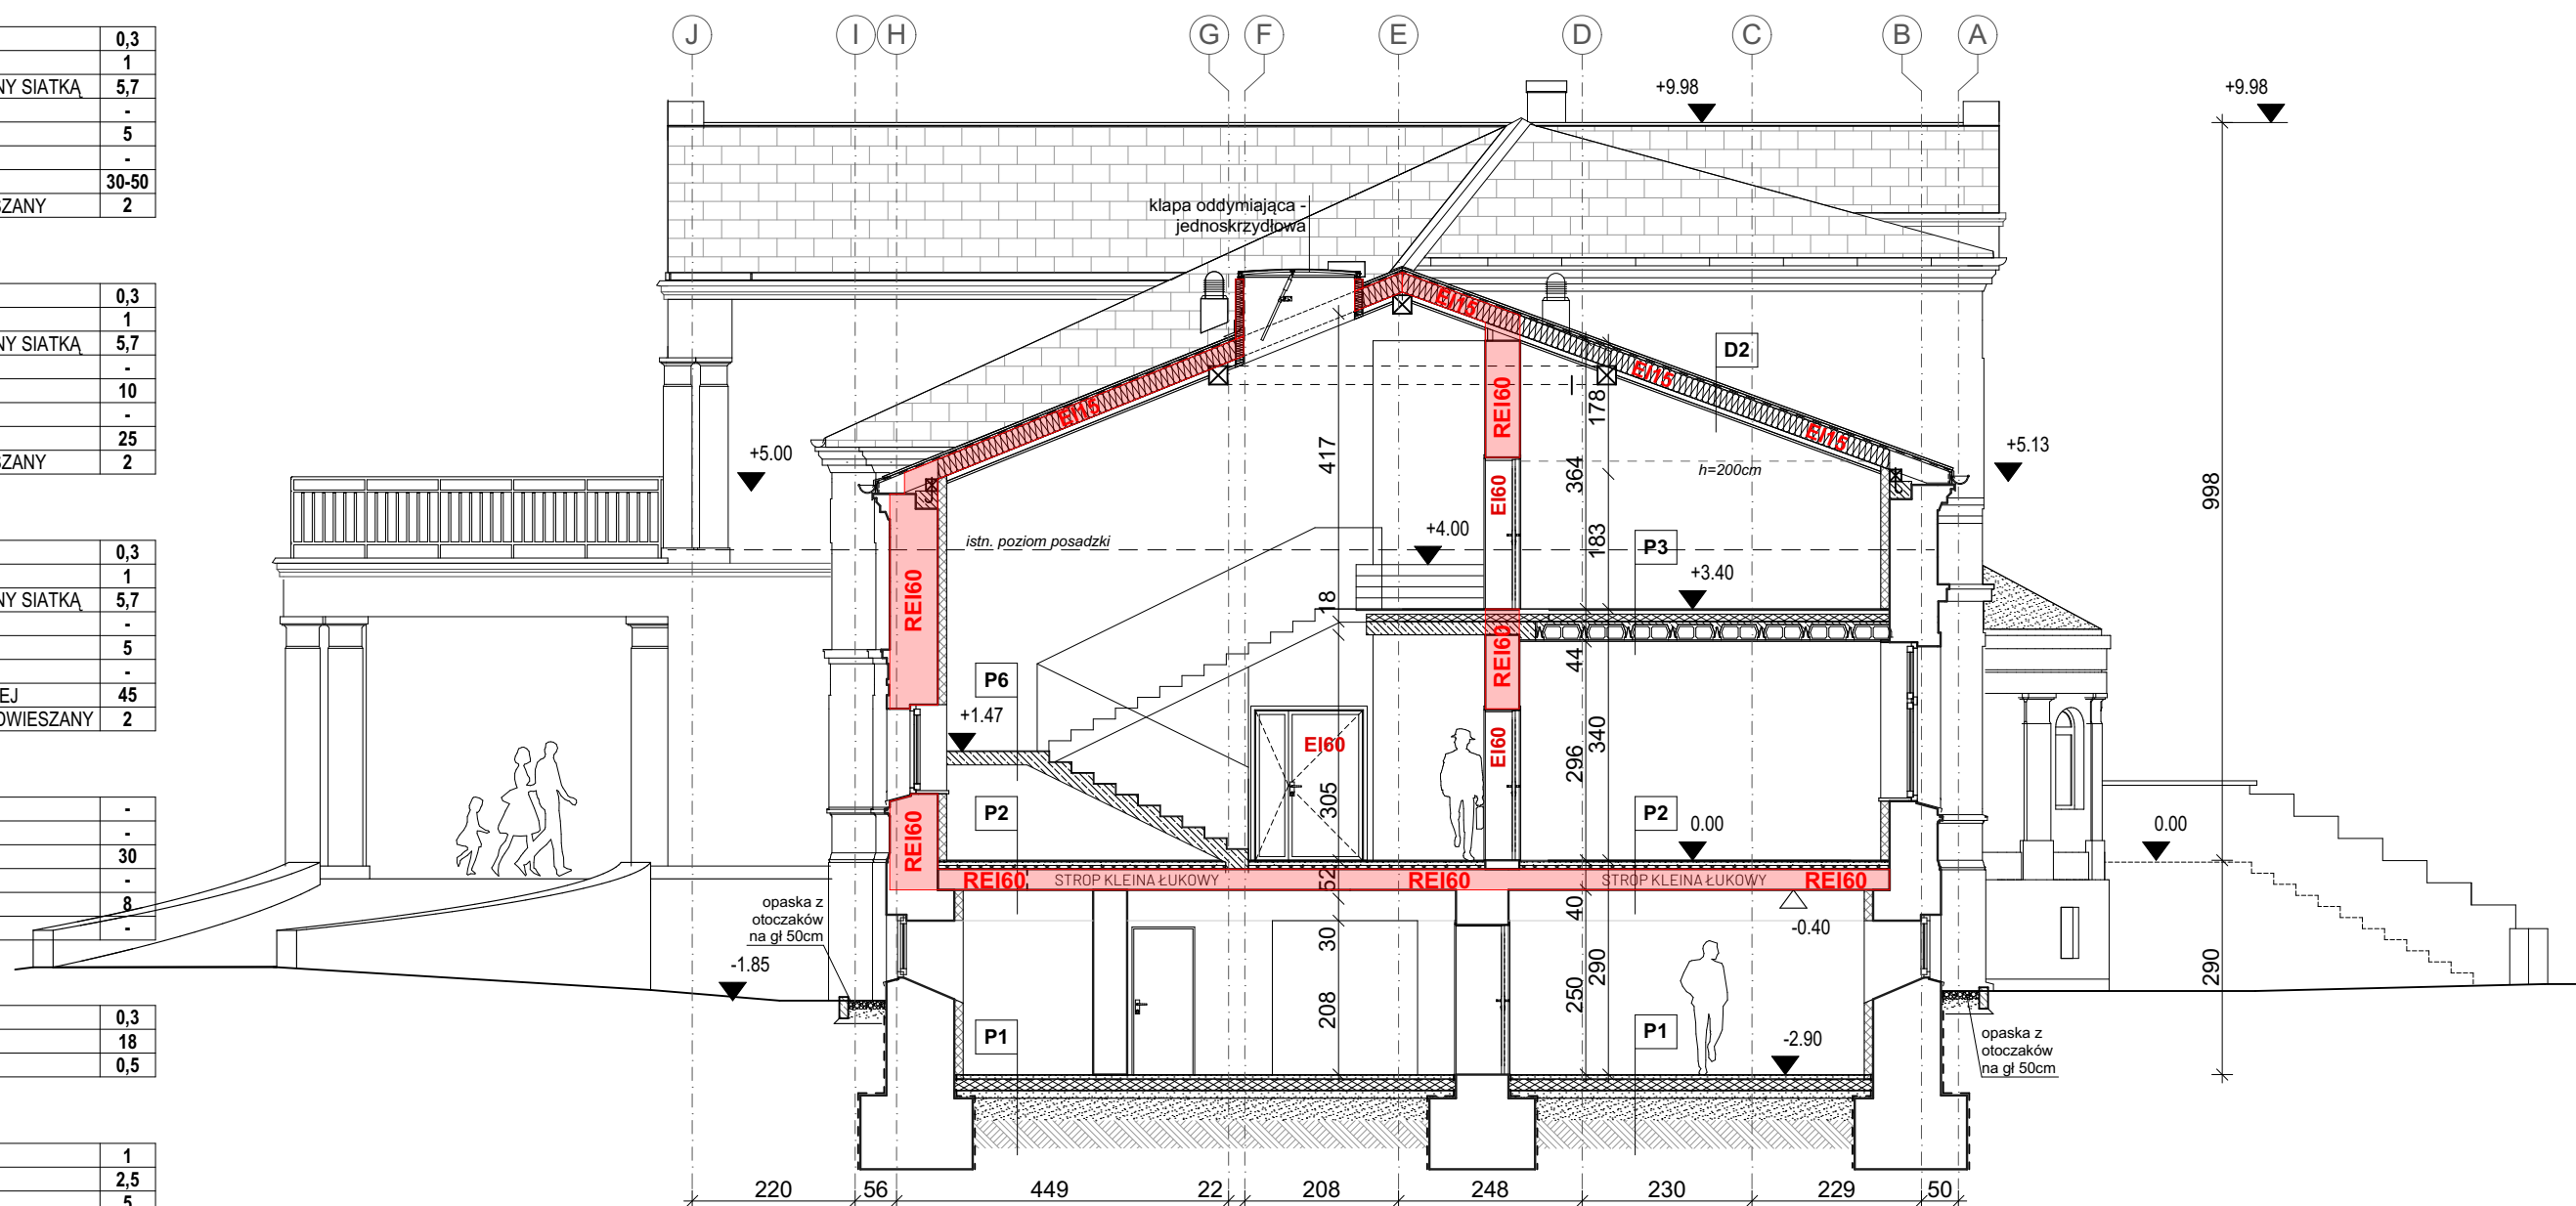 0,3
1
NY SIATKĄ 5,7
-
5
-
30-50
SZANY 2
0,3
1
NY SIATKĄ 5,7
-
10
-
25
SZANY 2
0,3
1
NY SIATKĄ 5,7
-
5
-
EJ 45
OWIESZANY 2
-
-
30
-
8
-
0,3
18
0,5
1
2,5
5
J I H G F E D C B A
+9.98
+9.98
klapa oddymiająca -
jednoskrzydłowa
EI15
D2
EI15
EI15
EI15
REI60
178
417
364
h=200cm
+5.00
+5.13
998
EI60
istn. poziom posadzki
+4.00
183
P3
+3.40
REI60
18
REI60
44
P6
+1.47
EI60
EI60
296
340
305
P2
P2
0.00
0.00
REI60
REI60
STROP KLEINA ŁUKOWY
52
REI60
STROP KLEINA ŁUKOWY
REI60
opaska z
otoczaków
na gł 50cm
40
-0.40
30
-1.85
290
250
290
208
P1
P1
-2.90
opaska z
otoczaków
na gł 50cm
220 56 449 22 208 248 230 229 50